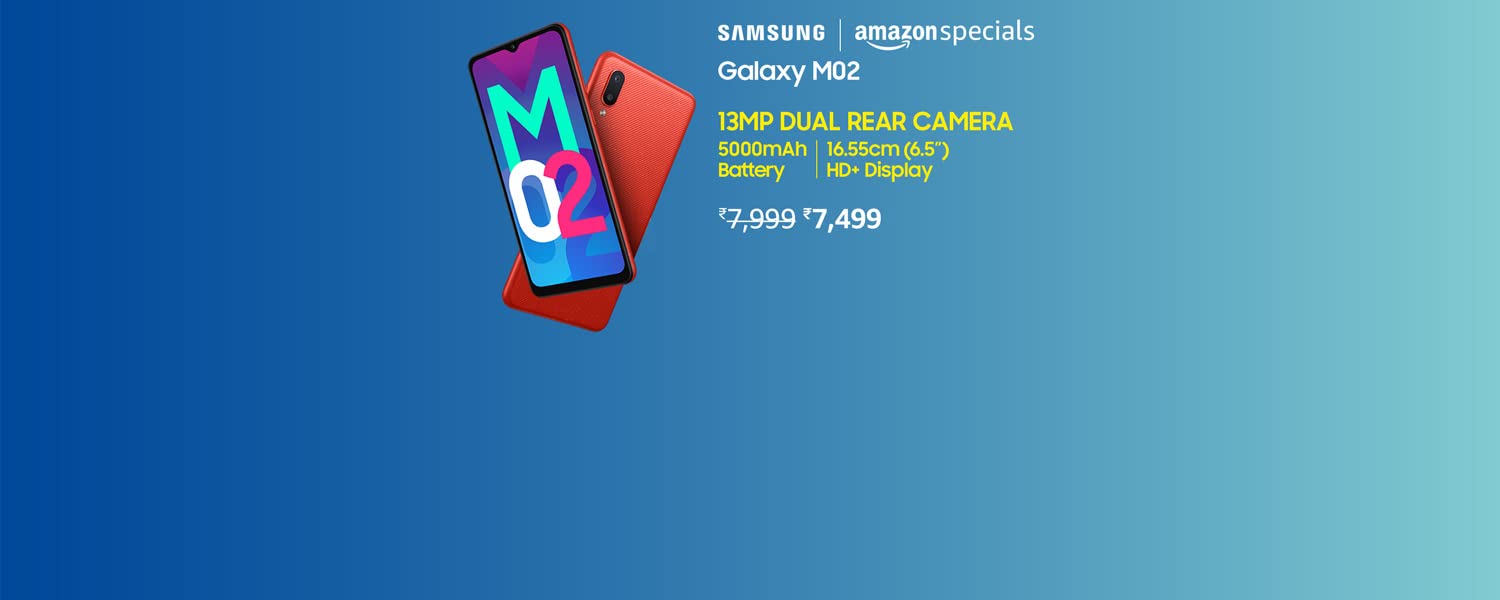 SAMSUNG | amazonspecials
Galaxy M02
13MP DUAL REAR CAMERA
5000mAh | 16.55cm (6.5”)
Battery | HD+ Display
₹7,999 ₹7,499
M
02